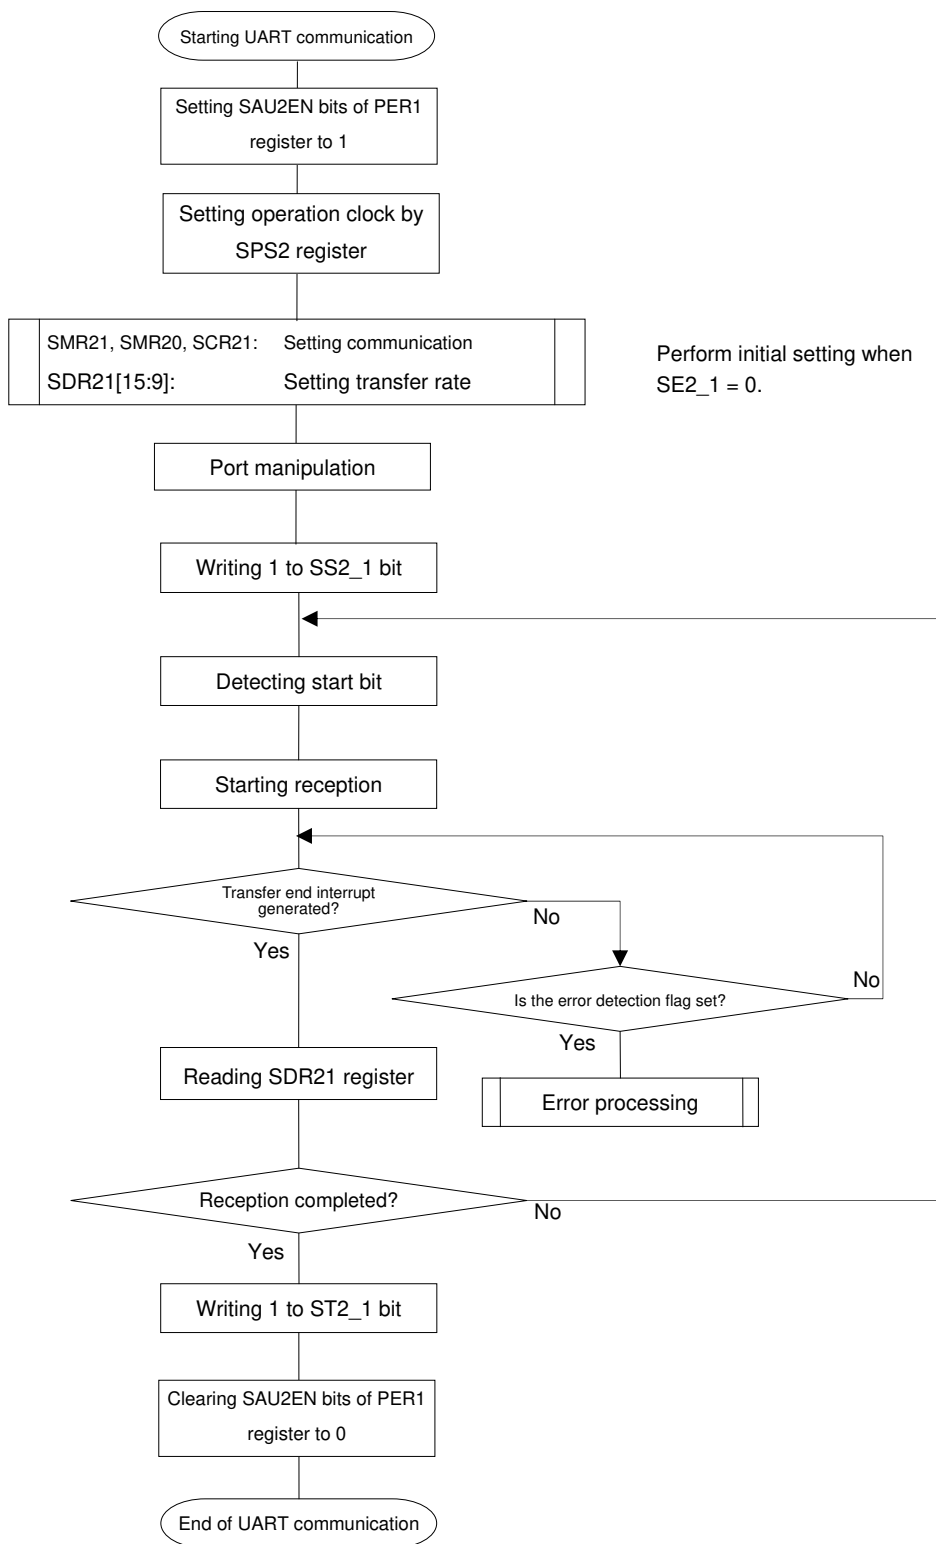 Starting UART communication
Setting SAU2EN bits of PER1
register to 1
Setting operation clock by
SPS2 register
SMR21, SMR20, SCR21: Setting communication
SDR21[15:9]: Setting transfer rate
Perform initial setting when
SE2_1 = 0.
Port manipulation
Writing 1 to SS2_1 bit
Detecting start bit
Starting reception
Transfer end interrupt
generated?
No
Yes
Is the error detection flag set?
No
Yes
Reading SDR21 register
Error processing
Reception completed?
No
Yes
Writing 1 to ST2_1 bit
Clearing SAU2EN bits of PER1
register to 0
End of UART communication